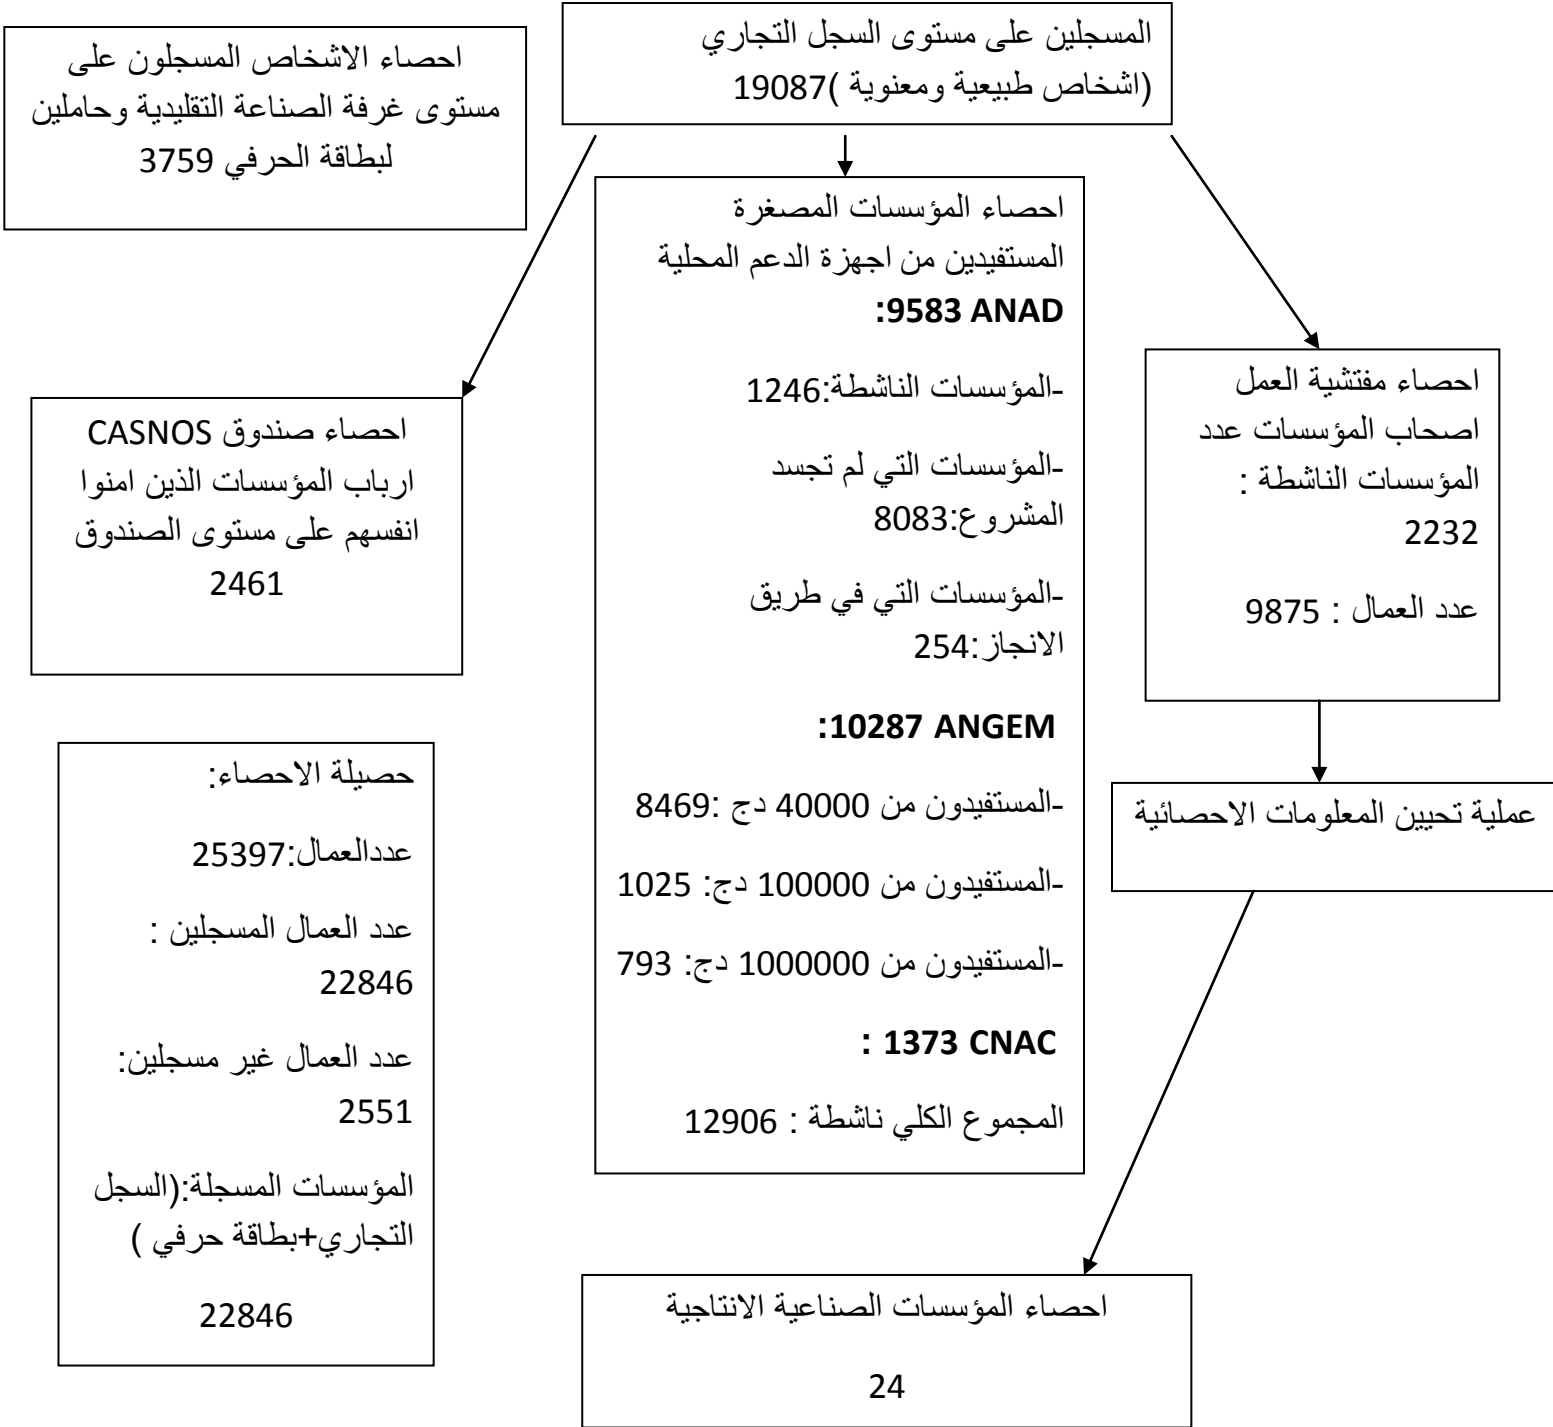 المسجلين على مستوى السجل التجاري
(اشخاص طبيعية ومعنوية )19087
احصاء الاشخاص المسجلون على
مستوى غرفة الصناعة التقليدية وحاملين
لبطاقة الحرفي 3759
احصاء المؤسسات المصغرة
المستفيدين من اجهزة الدعم المحلية
9583 ANAD:
-المؤسسات الناشطة:1246
-المؤسسات التي لم تجسد
المشروع:8083
-المؤسسات التي في طريق
الانجاز:254
10287 ANGEM:
-المستفيدون من 40000 دج :8469
-المستفيدون من 100000 دج: 1025
-المستفيدون من 1000000 دج: 793
1373 CNAC :
المجموع الكلي ناشطة : 12906
احصاء مفتشية العمل
اصحاب المؤسسات عدد
المؤسسات الناشطة :
2232
عدد العمال : 9875
احصاء صندوق CASNOS
ارباب المؤسسات الذين امنوا
انفسهم على مستوى الصندوق
2461
عملية تحيين المعلومات الاحصائية
حصيلة الاحصاء:
عددالعمال:25397
عدد العمال المسجلين :
22846
عدد العمال غير مسجلين:
2551
المؤسسات المسجلة:(السجل
التجاري+بطاقة حرفي )
22846
احصاء المؤسسات الصناعية الانتاجية
24